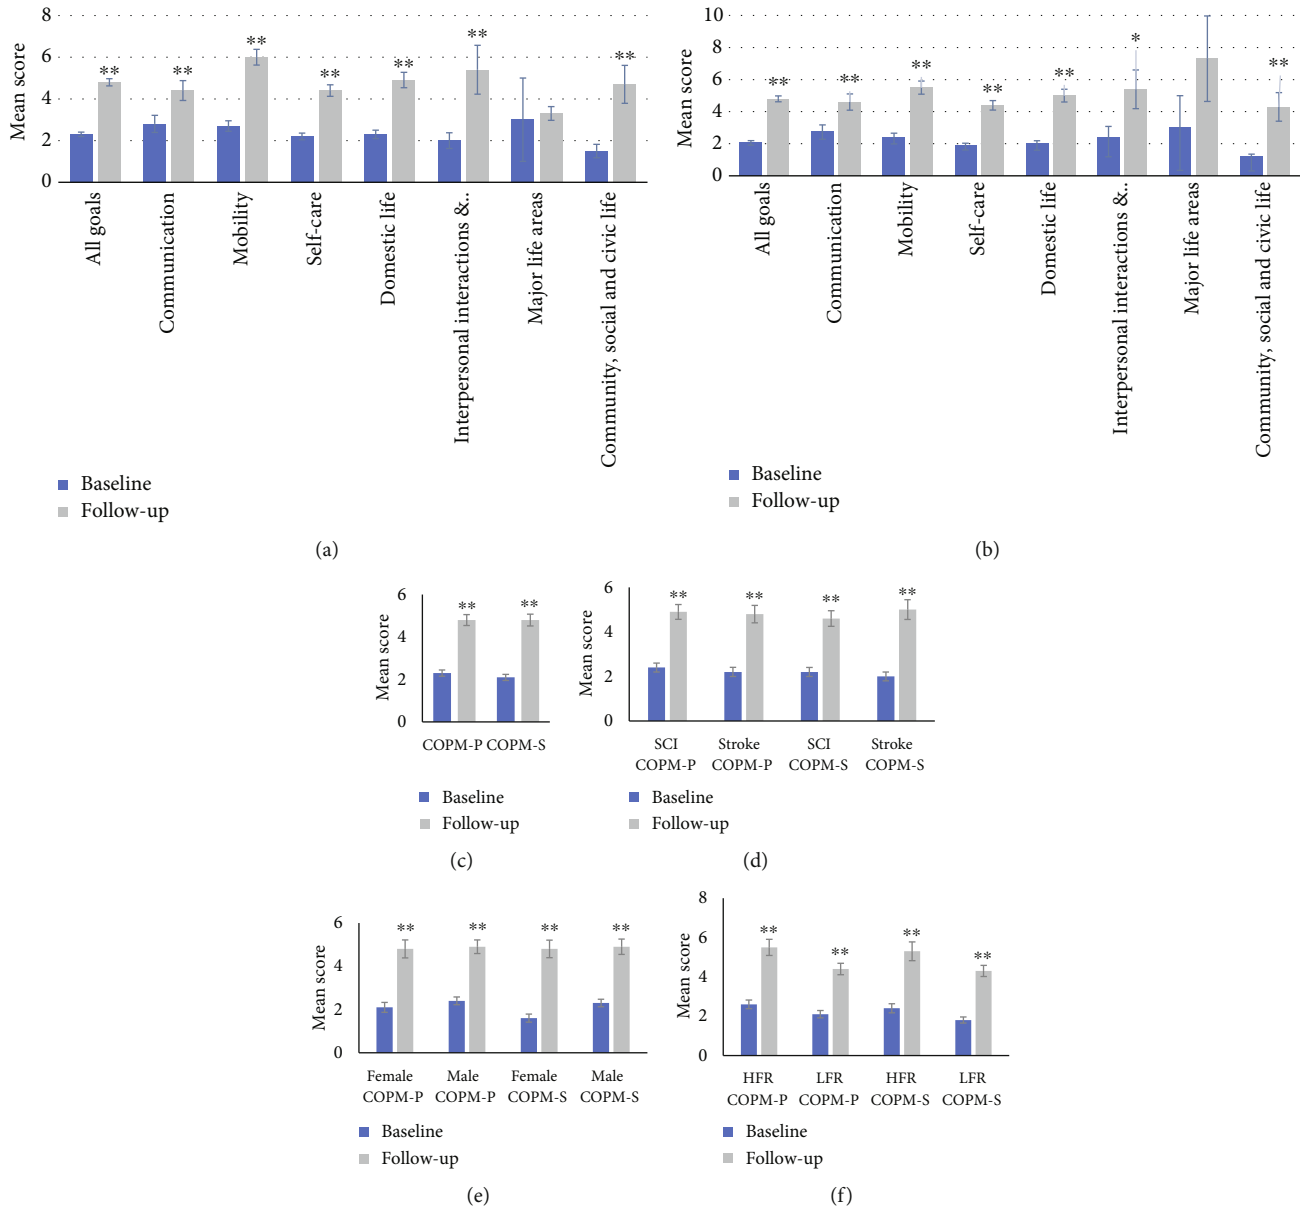 Mean score
8
6
4
2
0
** ** ** ** ** ** **
All goals
Communication
Mobility
Self-care
Domestic life
Interpersonal interactions &..
Major life areas
Community, social and civic life
Baseline
Follow-up
(a)
Mean score
10
8
6
4
2
0
** ** ** ** ** * **
All goals
Communication
Mobility
Self-care
Domestic life
Interpersonal interactions &..
Major life areas
Community, social and civic life
Baseline
Follow-up
(b)
Mean score
6
4
2
0
** **
COPM-P COPM-S
Baseline
Follow-up
(c)
Mean score
6
4
2
0
** ** ** **
SCI Stroke SCI Stroke
COPM-P COPM-P COPM-S COPM-S
Baseline
Follow-up
(d)
Mean score
6
4
2
0
** ** ** **
Female Male Female Male
COPM-P COPM-P COPM-S COPM-S
Baseline
Follow-up
(e)
Mean score
8
6
4
2
0
** ** ** **
HFR LFR HFR LFR
COPM-P COPM-P COPM-S COPM-S
Baseline
Follow-up
(f)